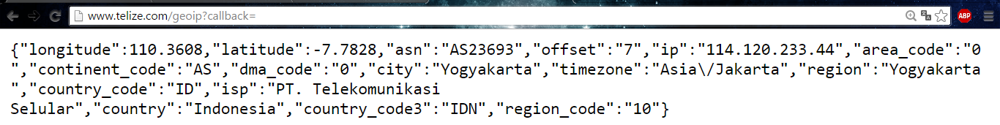 www.telize.com/geoip?callback=
ABP
{"longitude":110.3608,"latitude":-7.7828,"asn":"AS23693","offset":"7","ip":"114.120.233.44","area_code":"0
","continent_code":"AS","dma_code":"0","city":"Yogyakarta","timezone":"Asia\/Jakarta","region":"Yogyakarta
","country_code":"ID","isp":"PT. Telekomunikasi
Selular","country":"Indonesia","country_code3":"IDN","region_code":"10"}